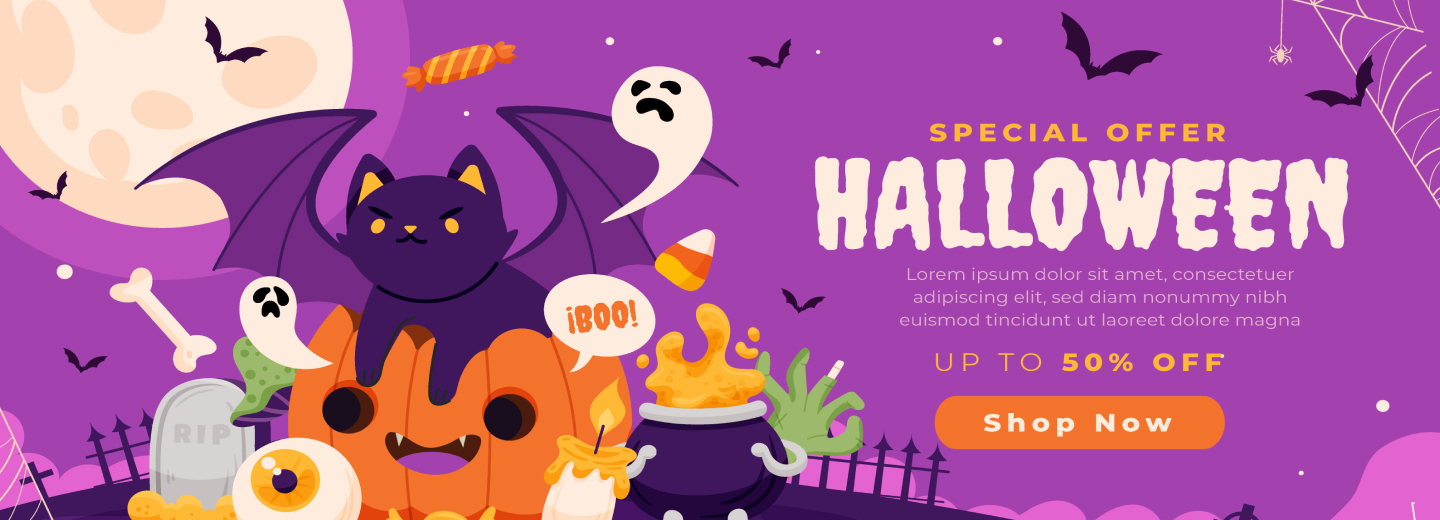 SPECIAL OFFER
HALLOWEEN
Lorem ipsum dolor sit amet, consectetuer
adipiscing elit, sed diam nonummy nibh
euismod tincidunt ut laoreet dolore magna
UP TO 50% OFF
Shop Now
¡BOO!
RIP